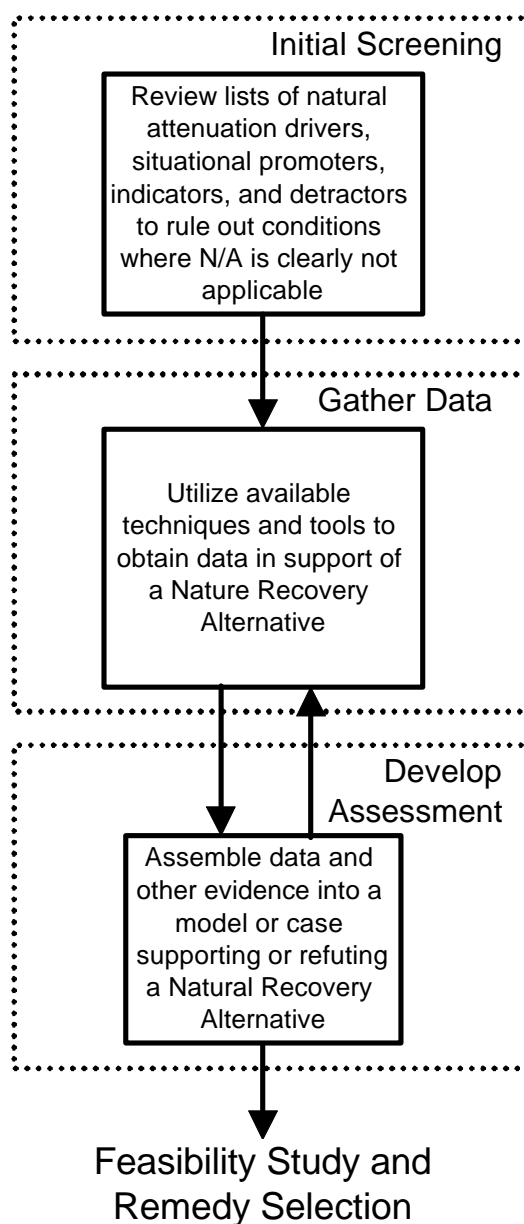 Initial Screening
Review lists of natural
attenuation drivers,
situational promoters,
indicators, and detractors
to rule out conditions
where N/A is clearly not
applicable
Gather Data
Utilize available
techniques and tools to
obtain data in support of
a Nature Recovery
Alternative
Develop
Assessment
Assemble data and
other evidence into a
model or case
supporting or refuting
a Natural Recovery
Alternative
Feasibility Study and
Remedy Selection